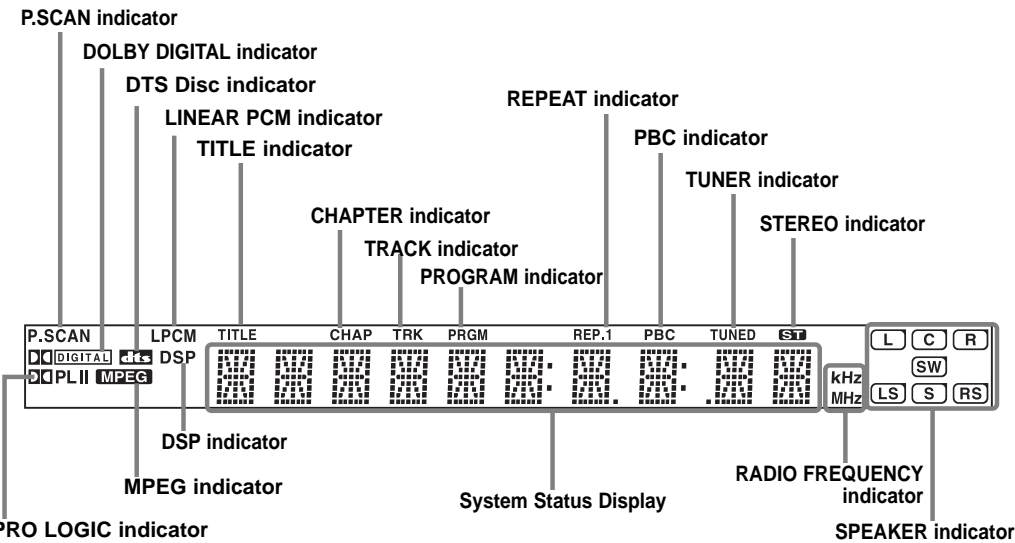 P.SCAN indicator
DOLBY DIGITAL indicator
DTS Disc indicator
REPEAT indicator
LINEAR PCM indicator
PBC indicator
TITLE indicator
TUNER indicator
CHAPTER indicator
STEREO indicator
TRACK indicator
PROGRAM indicator
P.SCAN LPCM TITLE CHAP TRK PRGM REP.1 PBC TUNED ST
L C R
DIGITAL dts DSP
SW
PL II MPEG
kHz
MHz
LS S RS
DSP indicator
MPEG indicator
System Status Display
RADIO FREQUENCY
indicator
PRO LOGIC indicator
SPEAKER indicator